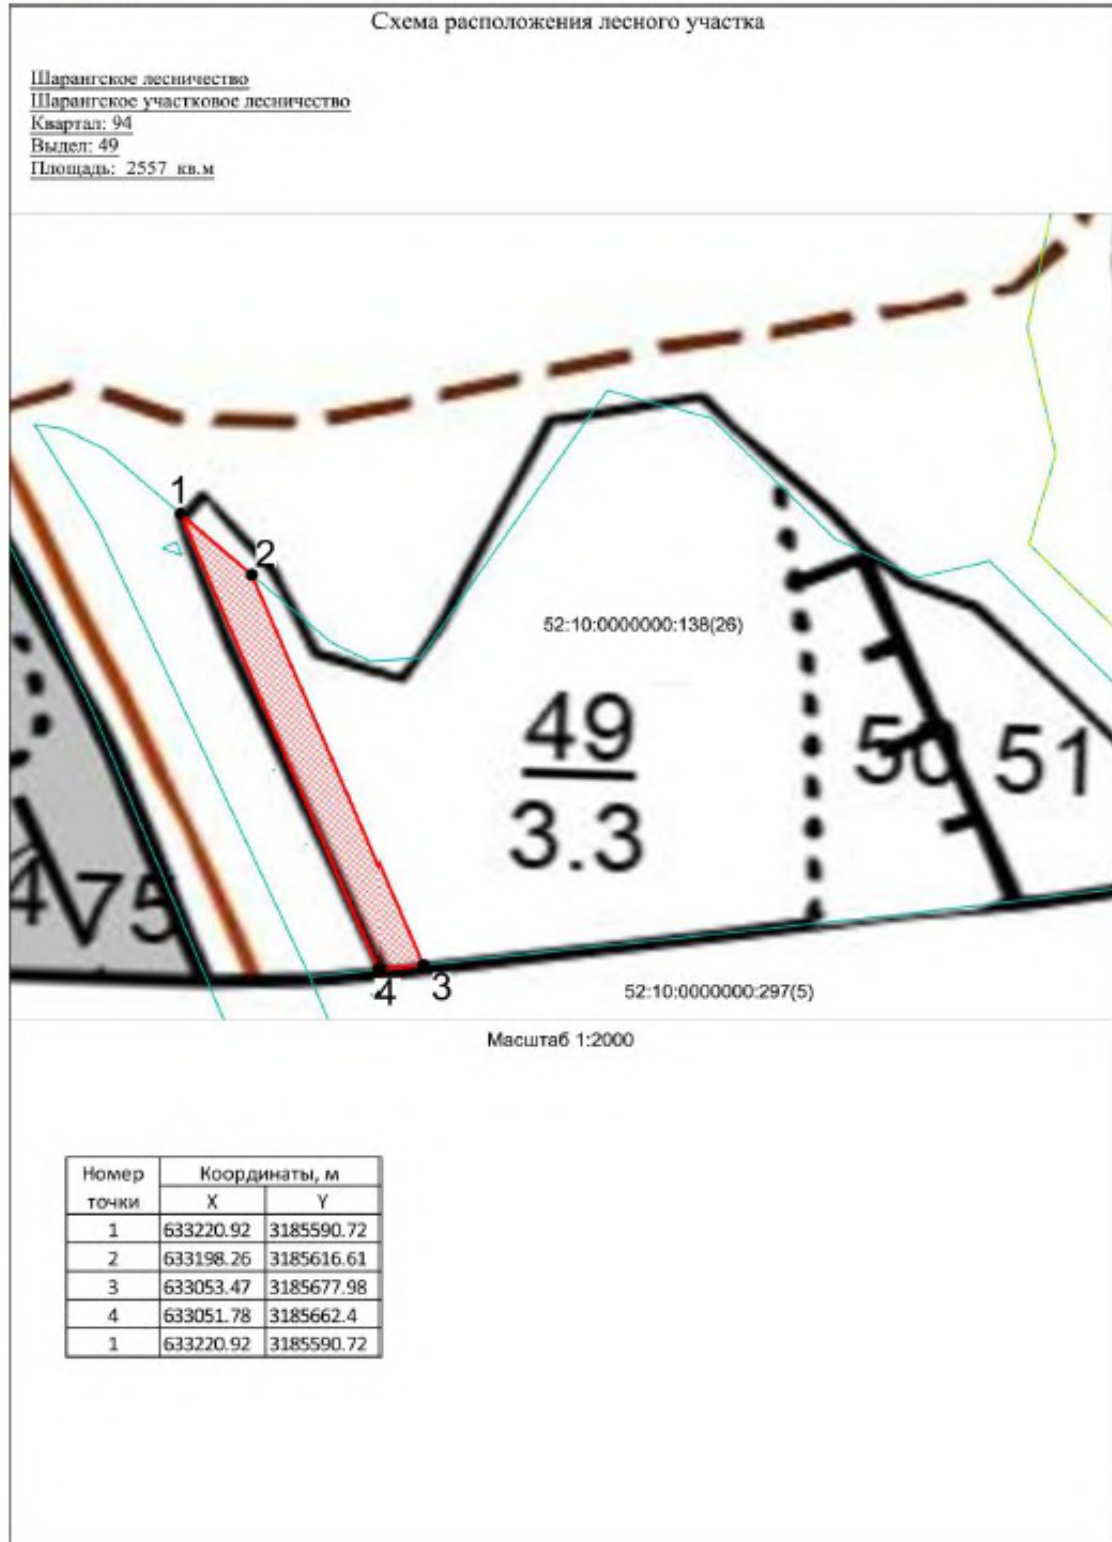 Схема расположения лесного участка
Шарангское лесничество
Шарангское участковое лесничество
Квартал: 94
Выдел: 49
Площадь: 2557 кв.м
1
2
52:10:0000000:138(26)
49
3.3
50
51
4
75
4
3
52:10:0000000:297(5)
Масштаб 1:2000
Номер точки Координаты, м
X Y
1 633220.92 3185590.72
2 633198.26 3185616.61
3 633053.47 3185677.98
4 633051.78 3185662.4
1 633220.92 3185590.72